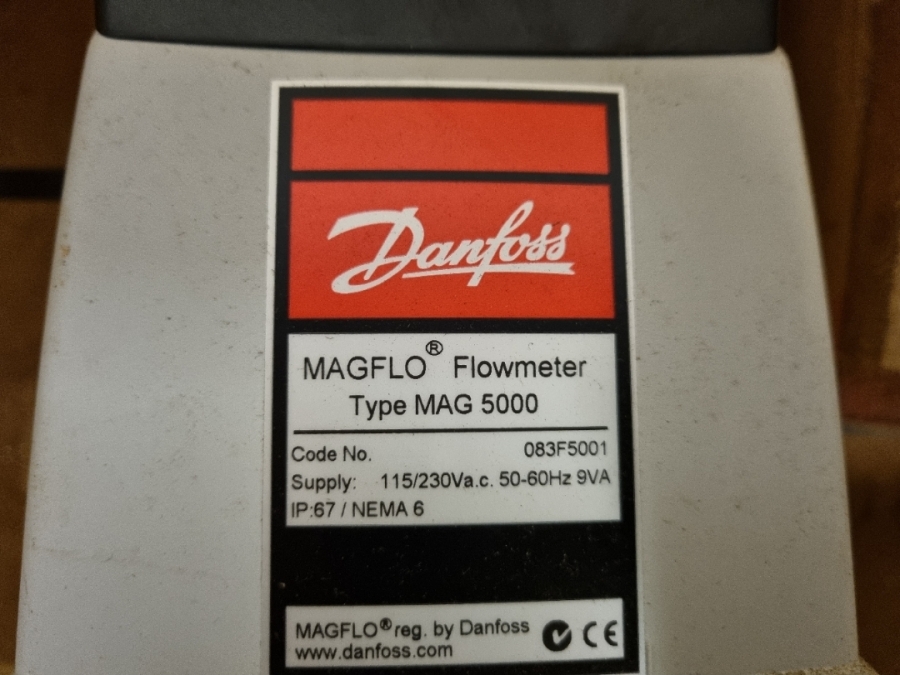 Danfoss
MAGFLO® Flowmeter
Type MAG 5000
Code No. 083F5001
Supply: 115/230Va.c. 50-60Hz 9VA
IP:67 / NEMA 6
MAGFLO® reg. by Danfoss CE
www.danfoss.com